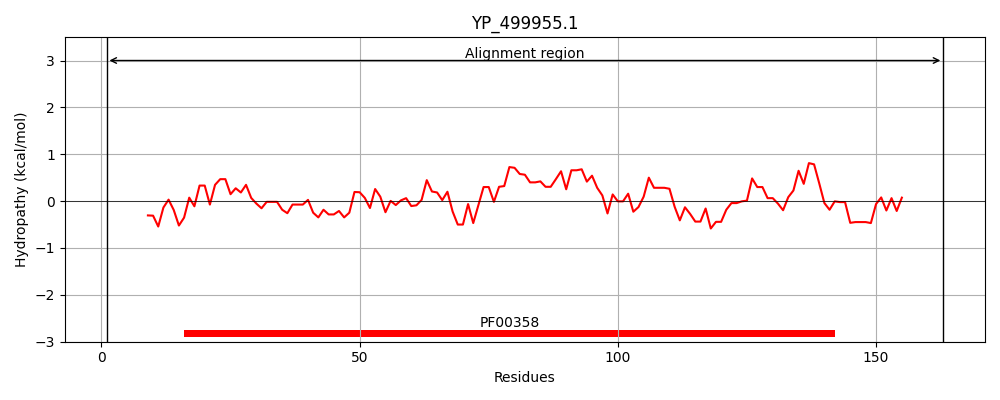 YP_499955.1
Alignment region
3
2
1
0
−1
−2
−3
Hydropathy (kcal/mol)
PF00358
0 50 100 150
Residues